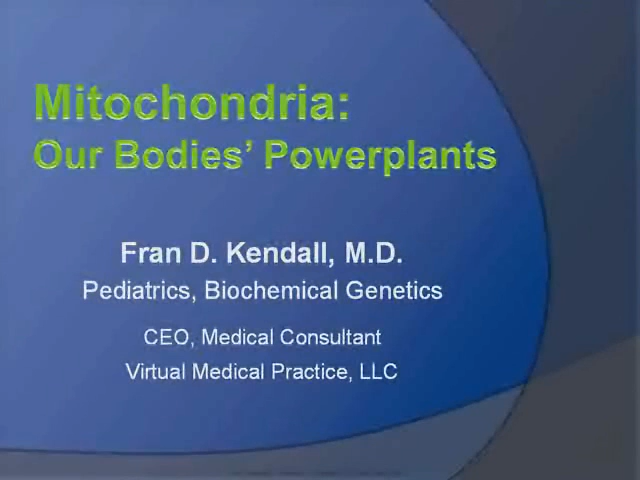 Mitochondria:
Our Bodies' Powerplants
Fran D. Kendall, M.D.
Pediatrics, Biochemical Genetics
CEO, Medical Consultant
Virtual Medical Practice, LLC